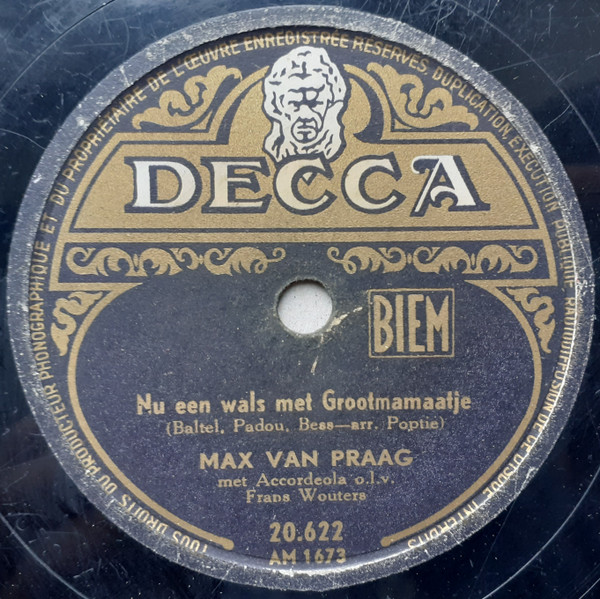 TOUS DROITS DU PRODUCTEUR PHONOGRAPHIQUE ET DU PROPRIÉTAIRE DE L'ŒUVRE ENREGISTRÉE RÉSERVÉS. DUPLICATION, EXÉCUTION PUBLIQUE RADIODIFFUSION DE CE DISQUE INTERDITS
DECCA
BIEM
Nu een wals met Grootmamaatje
(Baltel, Padou, Bess—arr. Poptie)
MAX VAN PRAAG
met Accordeola o.l.v.
Frans Wouters
20.622
AM 1673